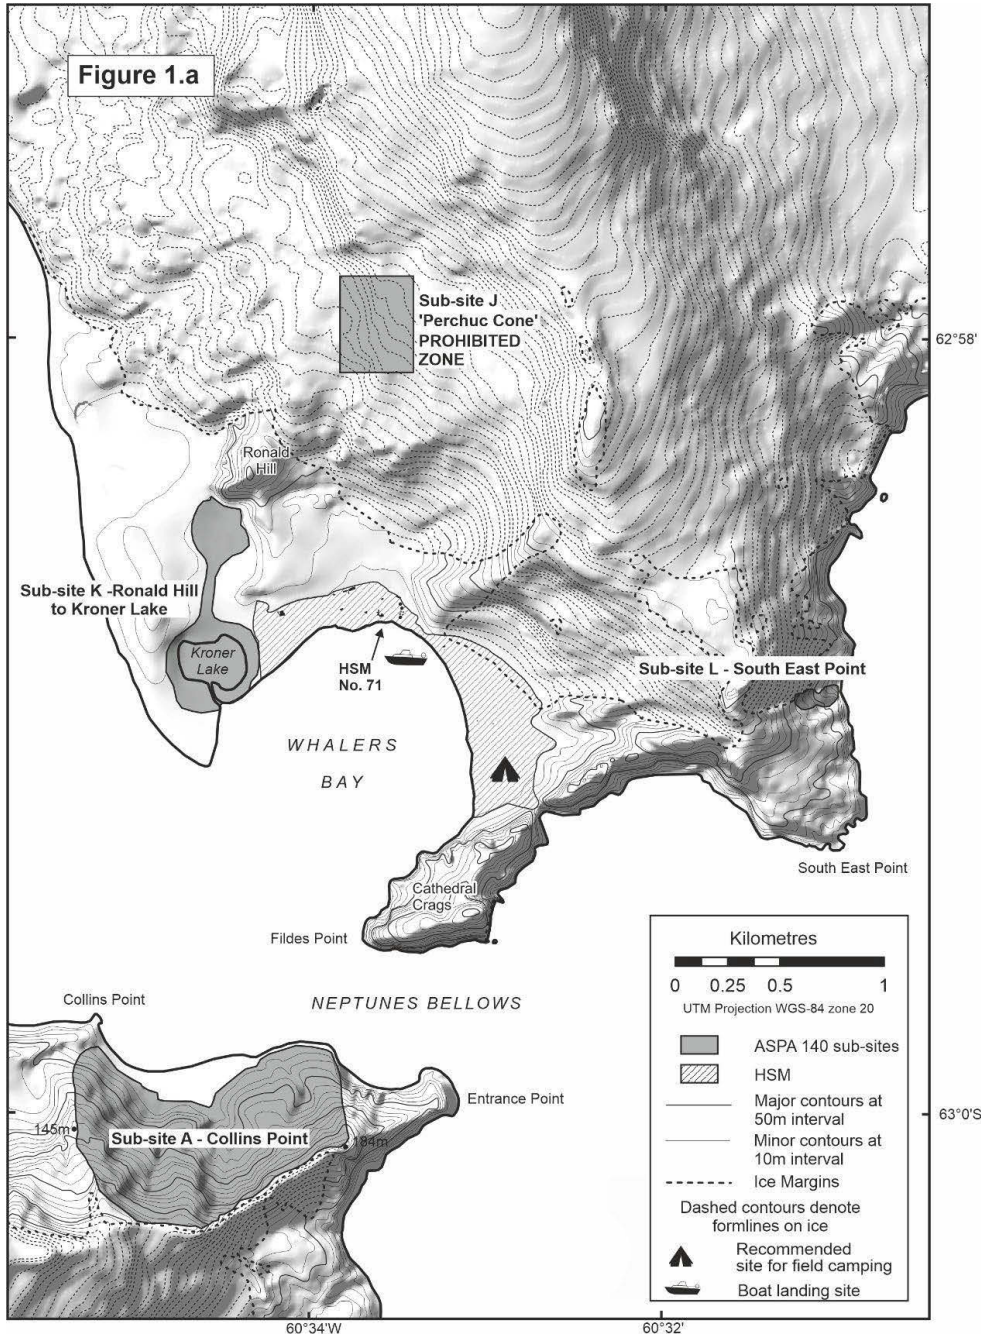 Figure 1.a
Sub-site J
'Perchuc Cone'
PROHIBITED
ZONE
62°58'
Ronald
Hill
Sub-site K -Ronald Hill
to Kroner Lake
Kroner
Lake
HSM
No. 71
Sub-site L - South East Point
WHALERS
BAY
South East Point
Cathedral
Crags
Fildes Point
Collins Point
NEPTUNES BELLOWS
Entrance Point
145m
Sub-site A - Collins Point
184m
63°0'S
Kilometres
0 0.25 0.5 1
UTM Projection WGS-84 zone 20
ASPA 140 sub-sites
HSM
Major contours at
50m interval
Minor contours at
10m interval
Ice Margins
Dashed contours denote
formlines on ice
Recommended
site for field camping
Boat landing site
60°34'W
60°32'